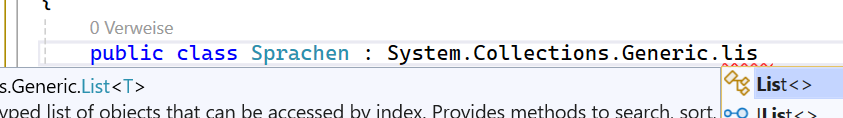 {
0 Verweise
public class Sprachen : System.Collections.Generic.lis
s.Generic.List<T>
List<>
yped list of objects that can be accessed by index. Provides methods to search, sort,
IList<>